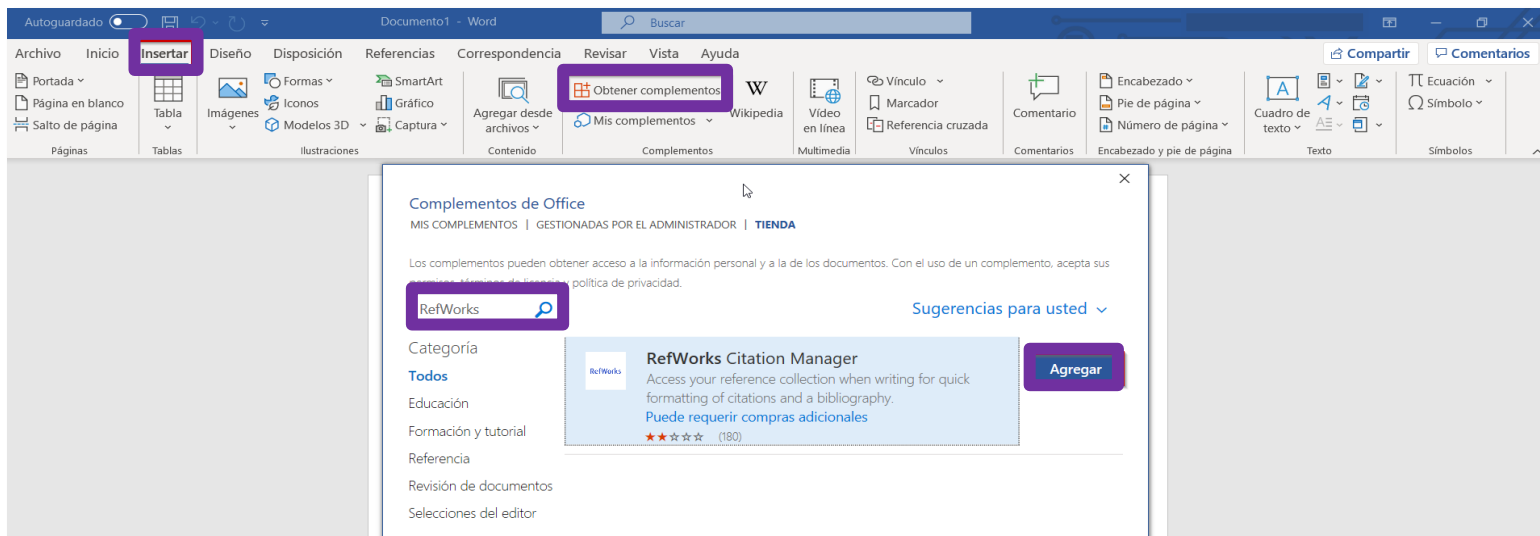 Autoguardado
Documento1 - Word
Buscar
Archivo Inicio Insertar Diseño Disposición Referencias Correspondencia Revisar Vista Ayuda
Compartir Comentarios
Portada
Página en blanco
Salto de página
Páginas
Tabla
Tablas
Imágenes
Formas
Iconos
Modelos 3D
SmartArt
Gráfico
Captura
Ilustraciones
Agregar desde
archivos
Contenido
Obtener complementos
Mis complementos
W
Wikipedia
Complementos
Vídeo
en línea
Multimedia
Vínculo
Marcador
Referencia cruzada
Vínculos
Comentario
Comentarios
Encabezado
Pie de página
Número de página
Encabezado y pie de página
Cuadro de
texto
Texto
Ecuación
Símbolo
Símbolos
Complementos de Office
MIS COMPLEMENTOS | GESTIONADAS POR EL ADMINISTRADOR | TIENDA
Los complementos pueden obtener acceso a la información personal y a la de los documentos. Con el uso de un complemento, acepta sus
política de privacidad.
RefWorks
Sugerencias para usted
Categoría
Todos
Educación
Formación y tutorial
Referencia
Revisión de documentos
Selecciones del editor
RefWorks
RefWorks Citation Manager
Access your reference collection when writing for quick
formatting of citations and a bibliography.
Puede requerir compras adicionales
(180)
Agregar